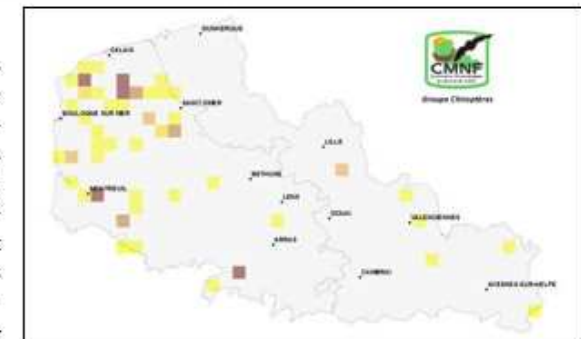 DUNKERQUE
CALAIS
CMNF
Groupe Chiroptères
SAINT OMER
BOULOGNE SUR MER
LILLE
BETHUNE
MONTREUIL
LENS
DOUAI
VALENCIENNES
ARRAS
CAMBRAI
AVESNES-SUR-HELPE